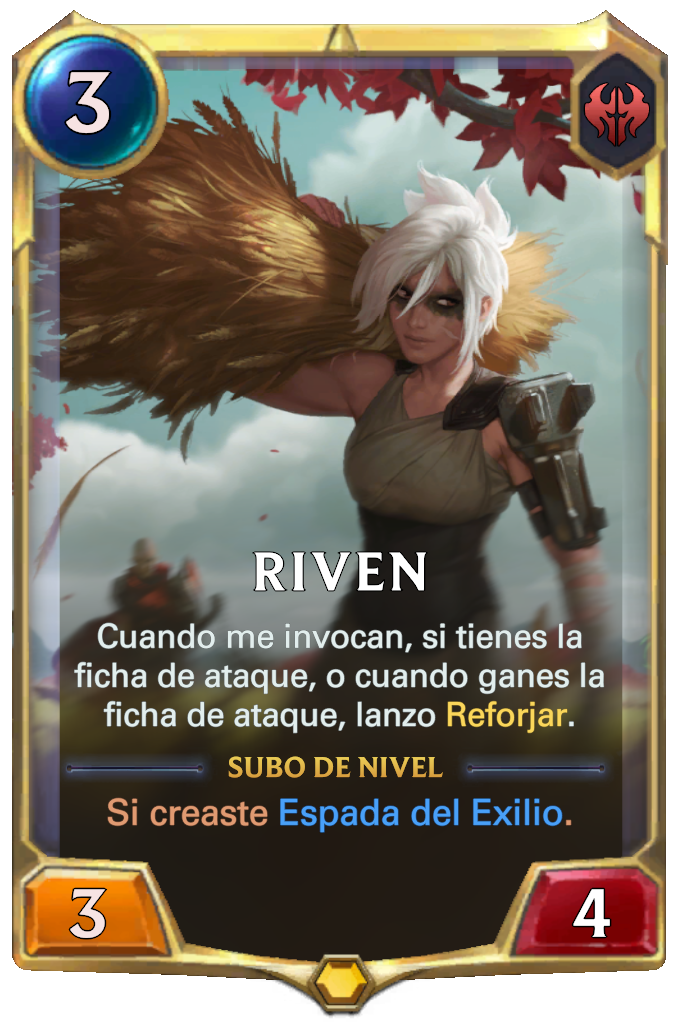 3
RIVEN
Cuando me invocan, si tienes la
ficha de ataque, o cuando ganes la
ficha de ataque, lanzo Reforjar.
SUBO DE NIVEL
Si creaste Espada del Exilio.
3
4